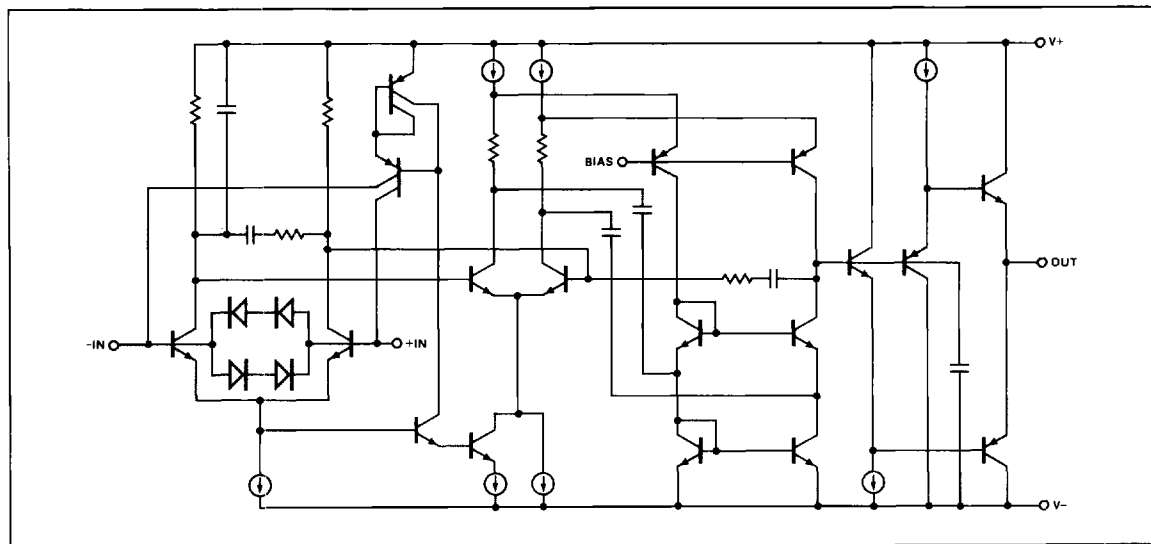 V+
BIAS
OUT
-IN
+IN
V-